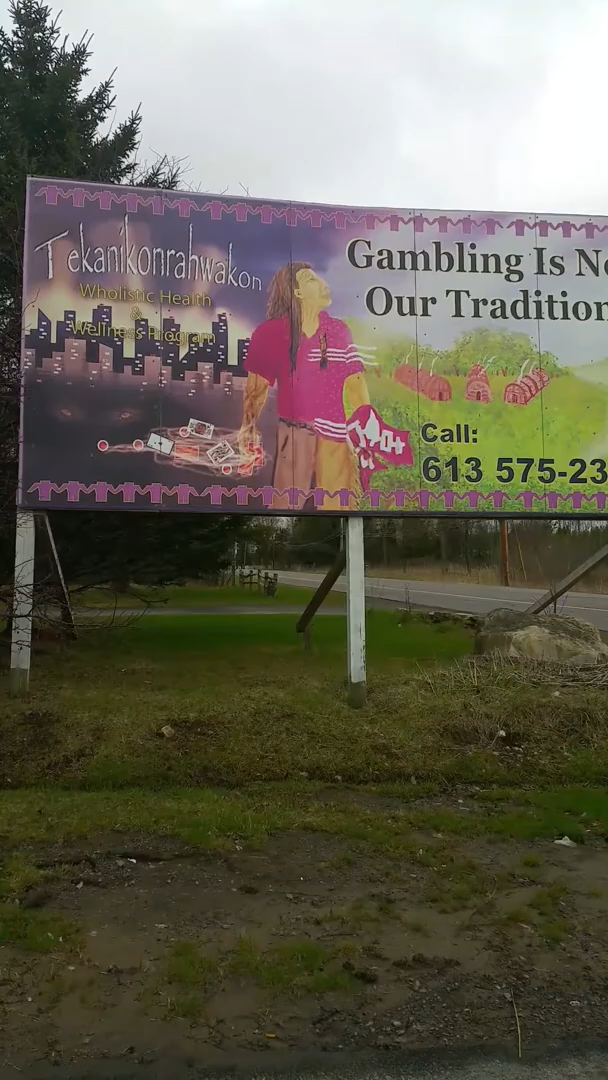 Tekanikonrahwakon
Wholistic Health
&
Wellness Program
Gambling Is No
Our Tradition
Call:
613 575-23